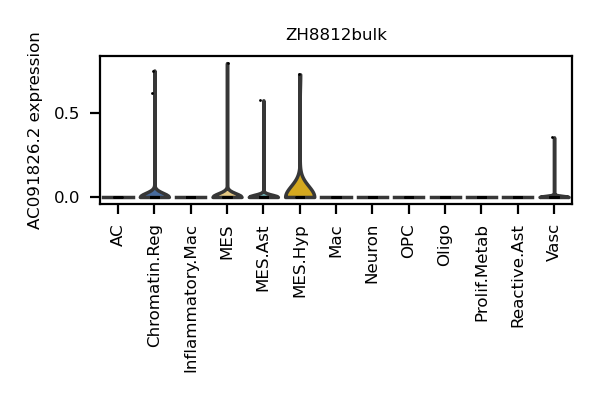 ZH8812bulk
AC091826.2 expression
0.5
0.0
AC
Chromatin.Reg
Inflammatory.Mac
MES
MES.Ast
MES.Hyp
Mac
Neuron
OPC
Oligo
Prolif.Metab
Reactive.Ast
Vasc